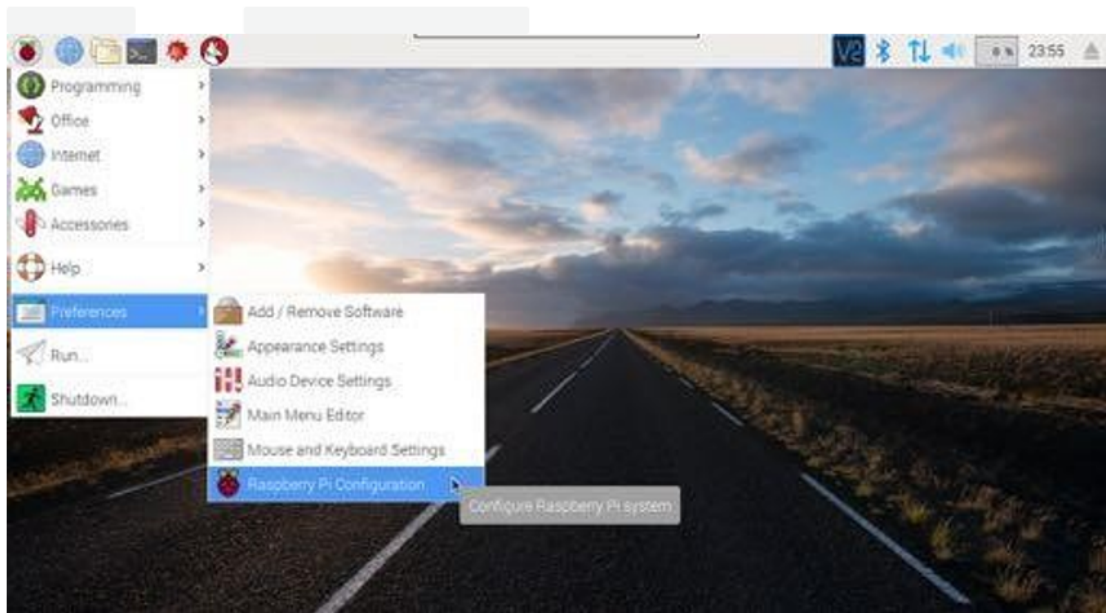 V2
23:55
Programming
Office
Internet
Games
Accessories
Help
Preferences
Add / Remove Software
Run...
Appearance Settings
Audio Device Settings
Shutdown...
Main Menu Editor
Mouse and Keyboard Settings
Raspberry Pi Configuration
Configure Raspberry Pi system